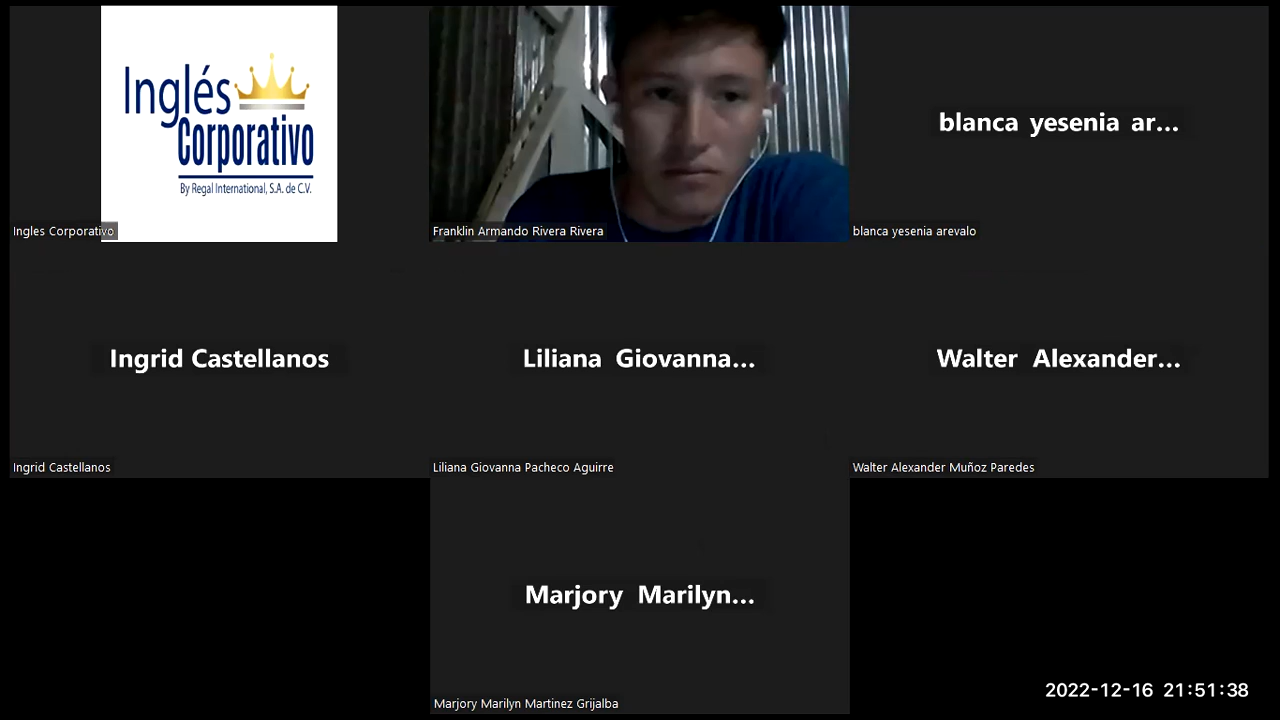 Inglés
Corporativo
By Regal International, S.A. de C.V.
Ingles Corporativo
Franklin Armando Rivera Rivera
blanca yesenia ar...
blanca yesenia arevalo
Ingrid Castellanos
Ingrid Castellanos
Liliana Giovanna...
Liliana Giovanna Pacheco Aguirre
Walter Alexander...
Walter Alexander Muñoz Paredes
Marjory Marilyn...
Marjory Marilyn Martinez Grijalba
2022-12-16 21:51:38